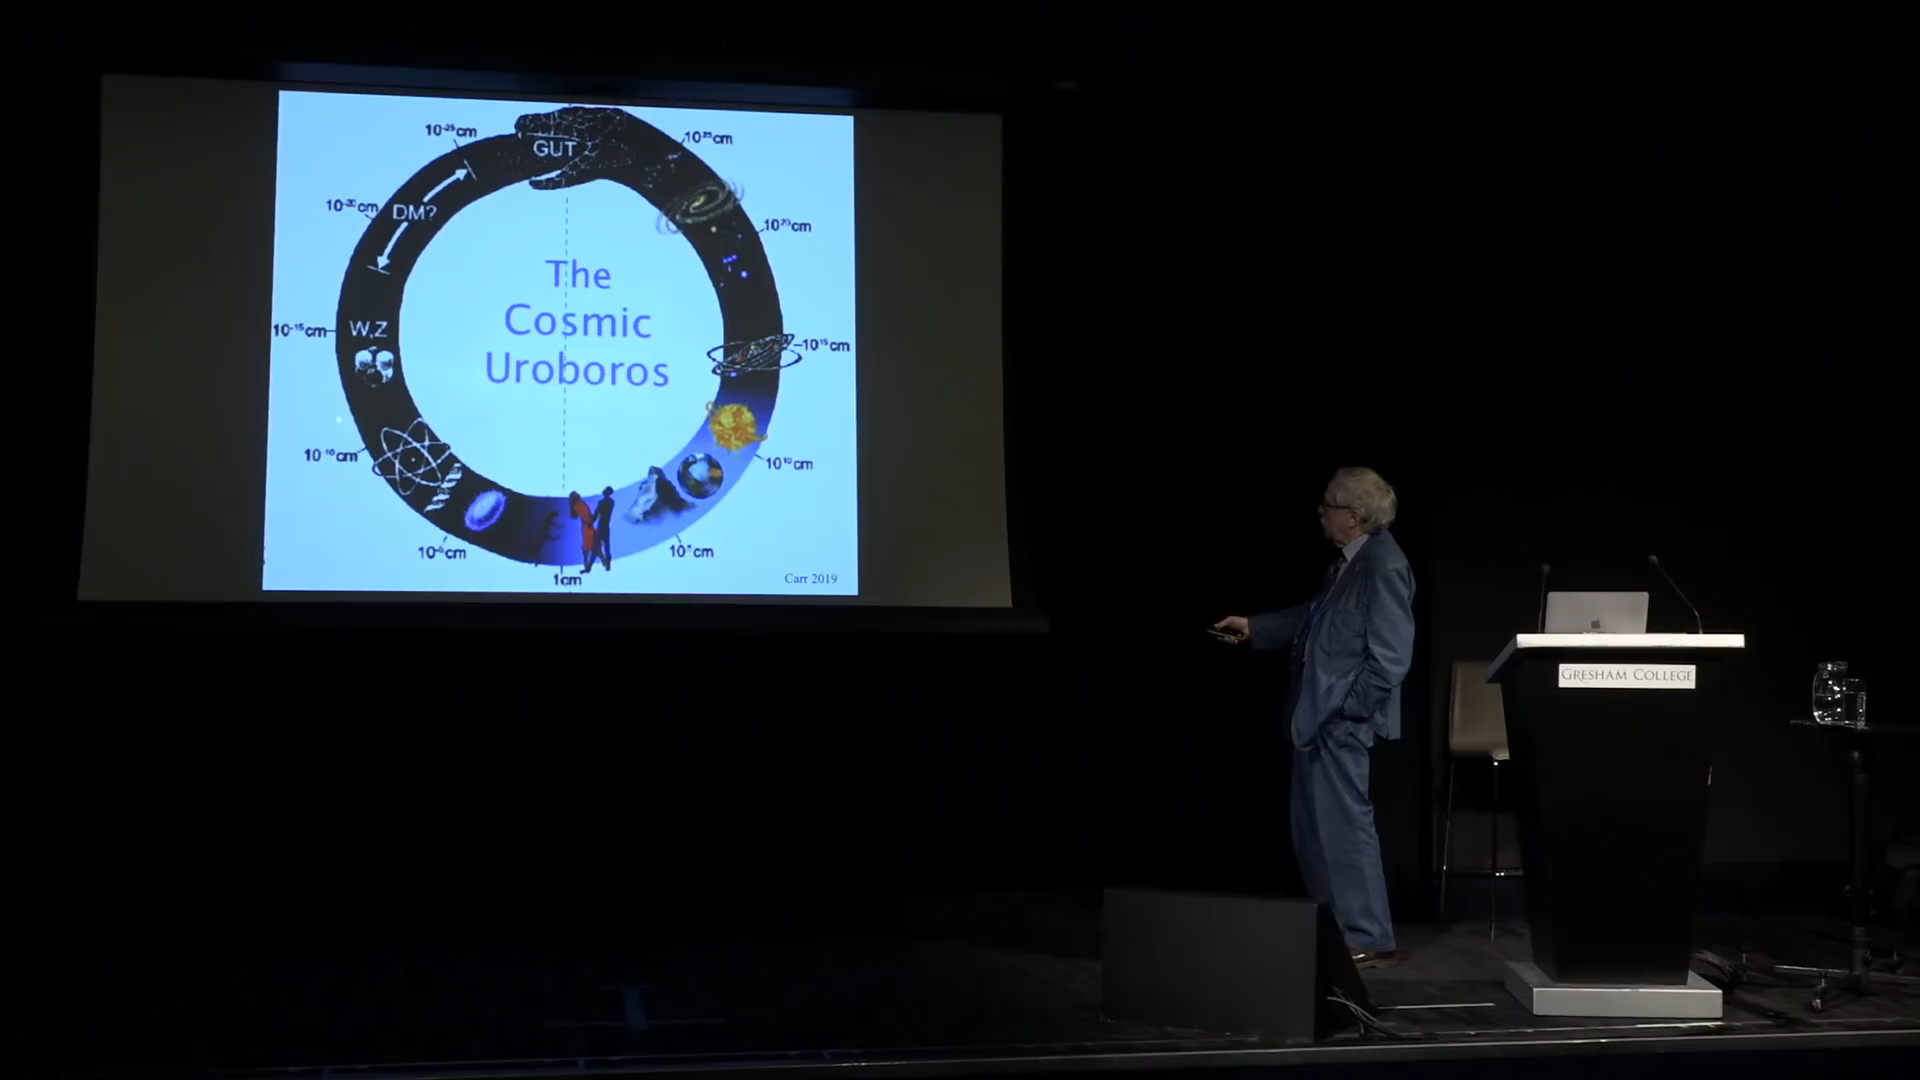 GUT
10⁻²⁵cm
10²⁵cm
10⁻²⁰cm
DM?
10²⁰cm
The
Cosmic
Uroboros
10⁻¹⁵cm
W,Z
10¹⁵cm
10⁻¹⁰cm
10¹⁰cm
10⁻⁵cm
10⁵cm
1cm
Carr 2019
GRESHAM COLLEGE